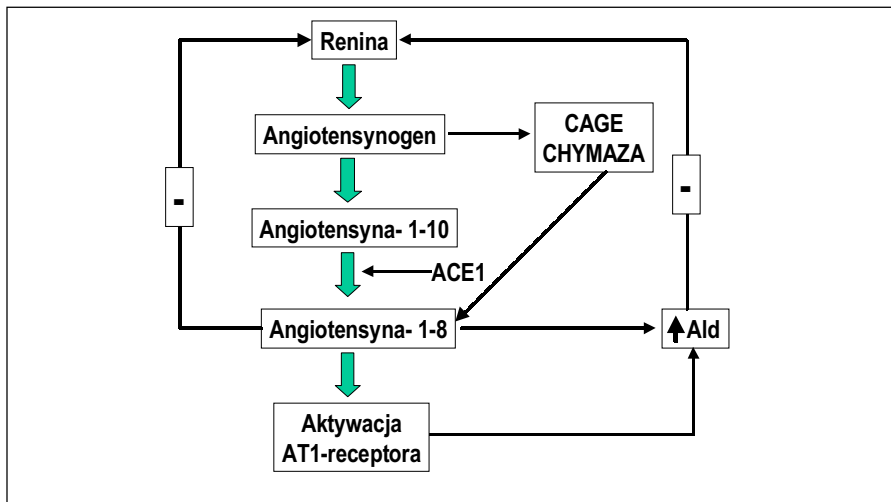 Renina
Angiotensynogen
CAGE
CHYMAZA
-
-
Angiotensyna- 1-10
ACE1
Angiotensyna- 1-8
Ald
Aktywacja
AT1-receptora